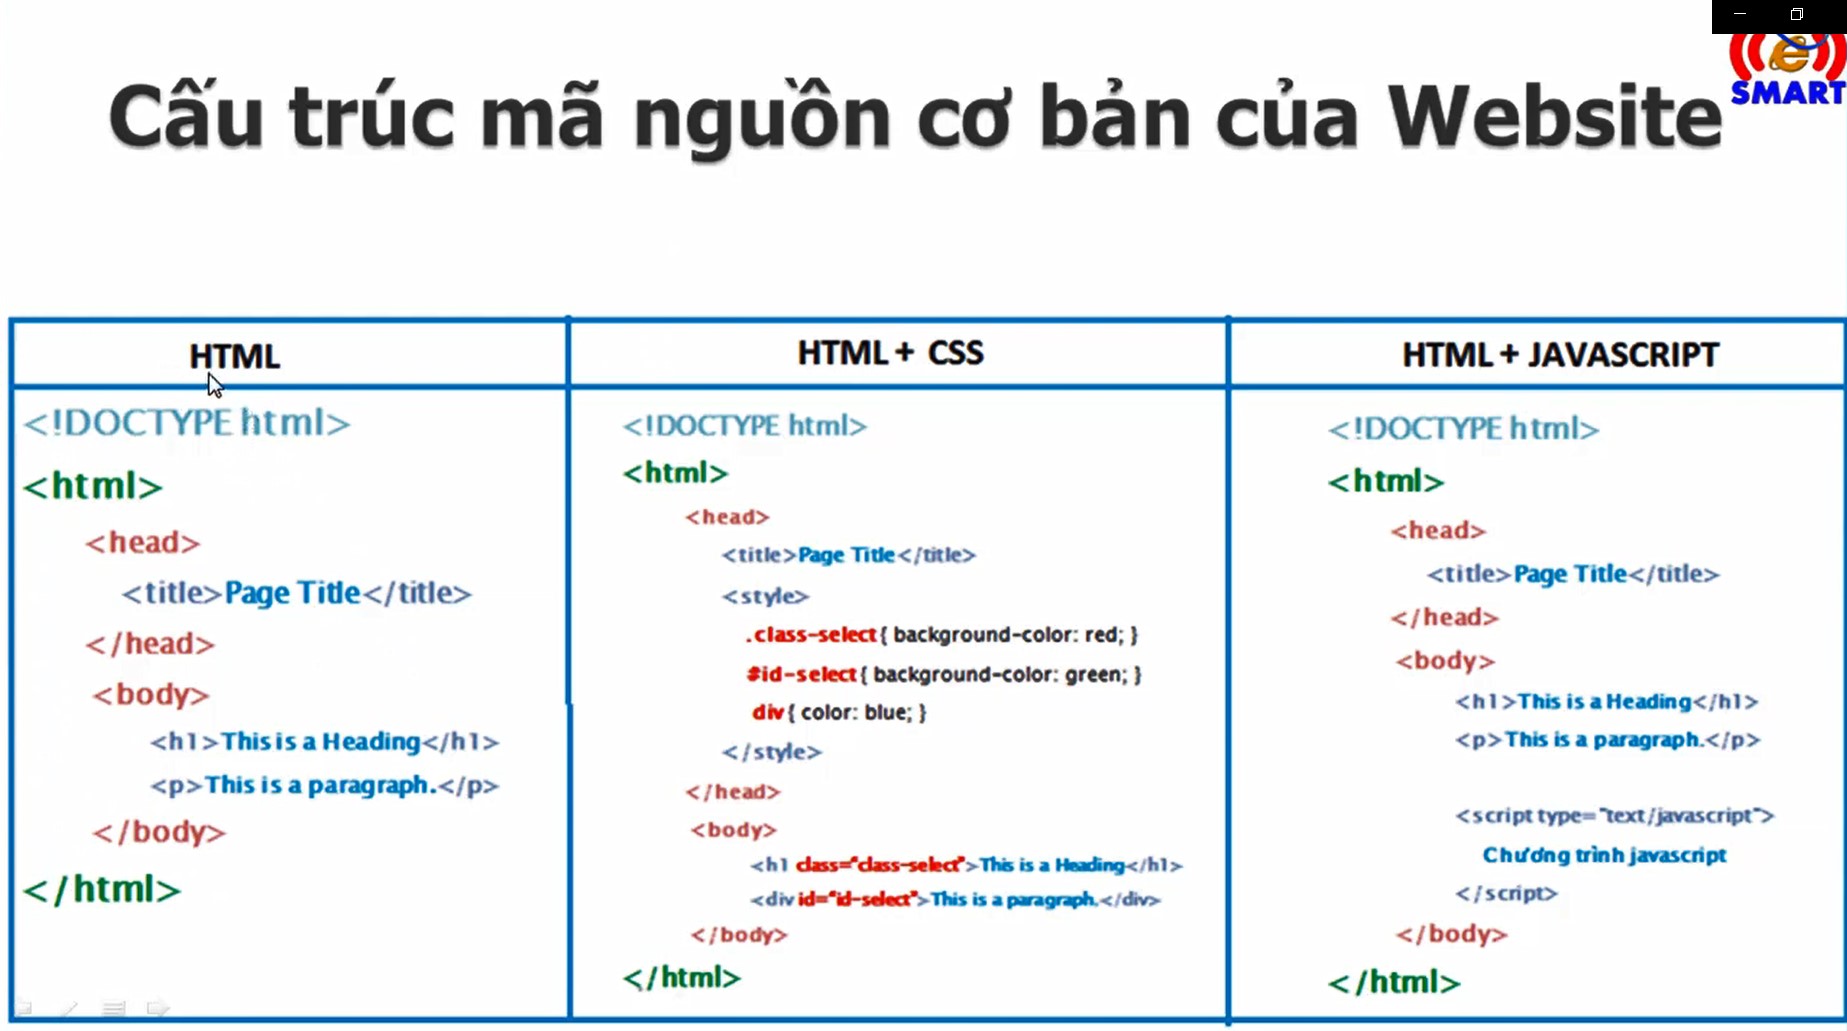 SMART
Cấu trúc mã nguồn cơ bản của Website
HTML
<!DOCTYPE html>
<html>
<head>
<title>Page Title</title>
</head>
<body>
<h1>This is a Heading</h1>
<p>This is a paragraph.</p>
</body>
</html>
HTML + CSS
<!DOCTYPE html>
<html>
<head>
<title>Page Title</title>
<style>
.class-select{ background-color: red; }
#id-select{ background-color: green; }
div{ color: blue; }
</style>
</head>
<body>
<h1 class="class-select">This is a Heading</h1>
<div id="id-select">This is a paragraph.</div>
</body>
</html>
HTML + JAVASCRIPT
<!DOCTYPE html>
<html>
<head>
<title>Page Title</title>
</head>
<body>
<h1>This is a Heading</h1>
<p>This is a paragraph.</p>
<script type="text/javascript">
Chương trình javascript
</script>
</body>
</html>